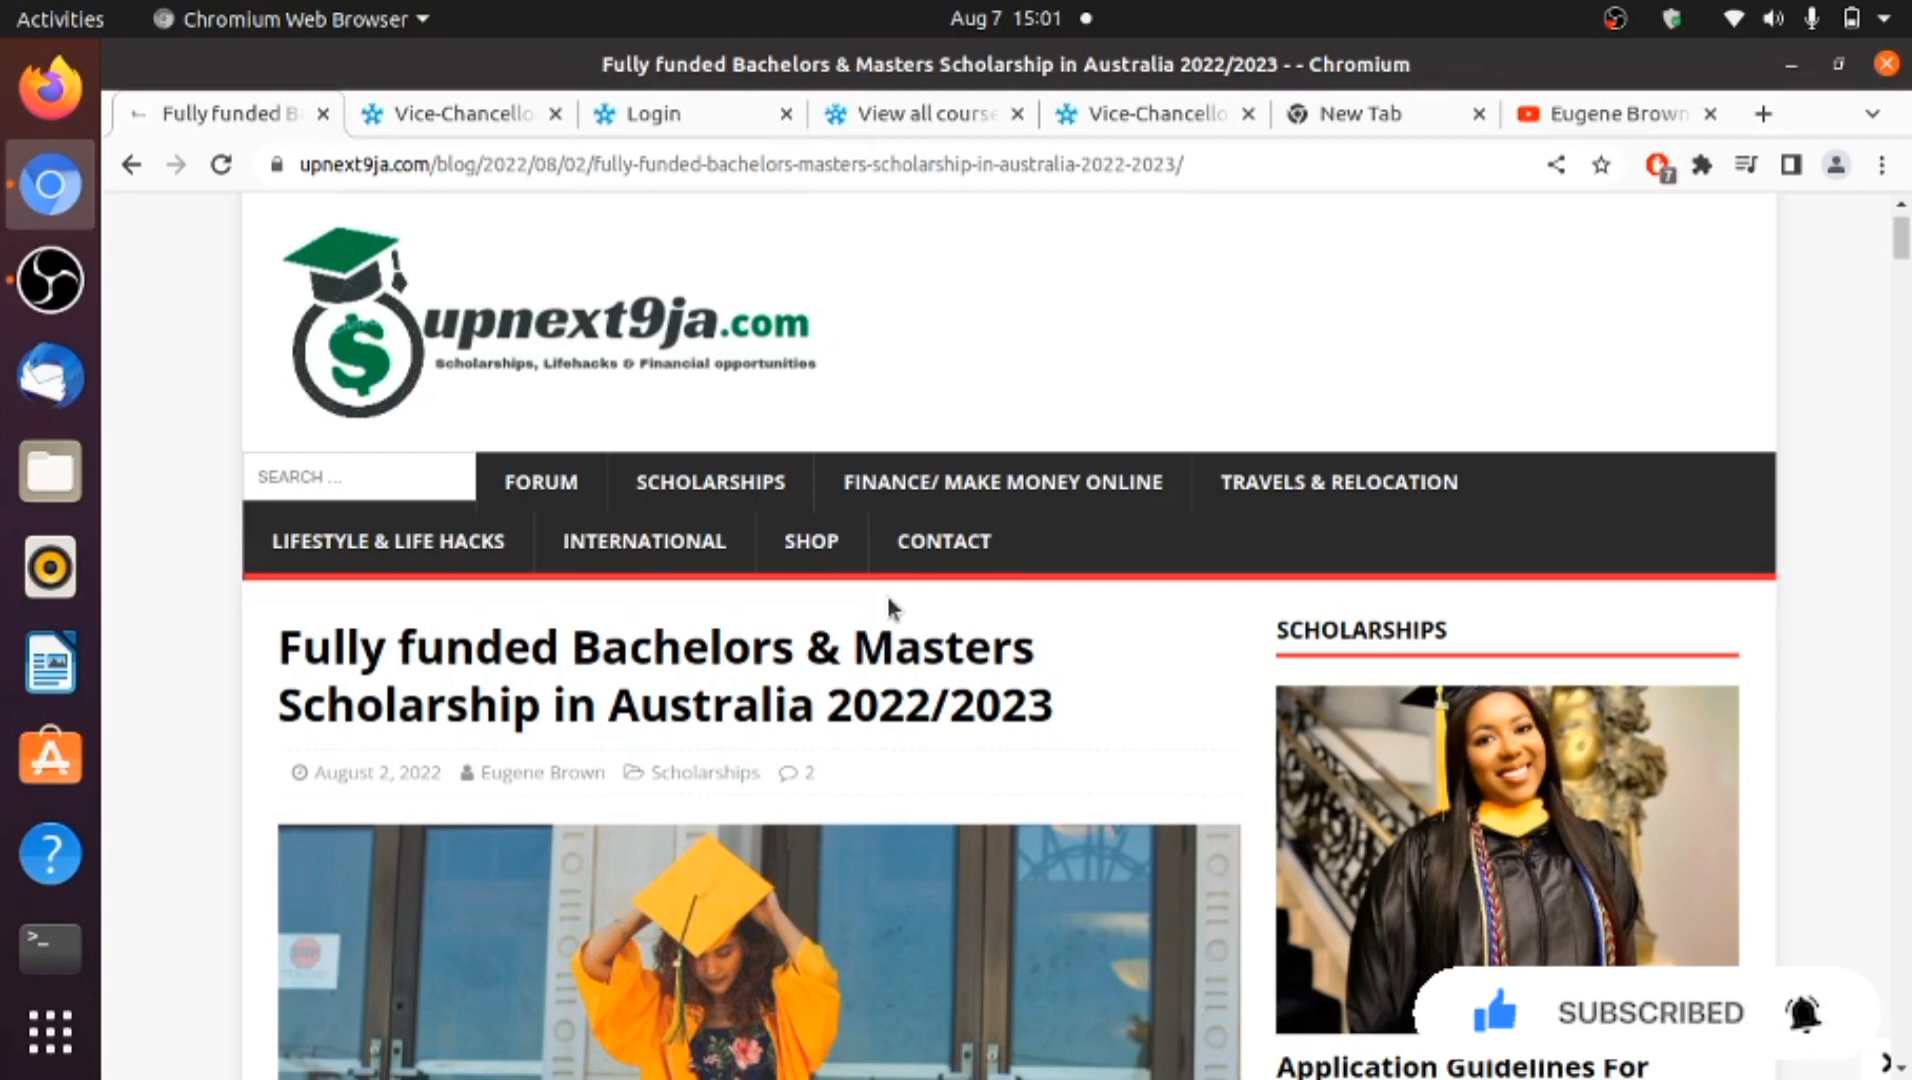 Activities
Chromium Web Browser
Aug 7 15:01
Fully funded Bachelors & Masters Scholarship in Australia 2022/2023 - - Chromium
Fully funded B
Vice-Chancello
Login
View all course
Vice-Chancello
New Tab
Eugene Brown
upnext9ja.com/blog/2022/08/02/fully-funded-bachelors-masters-scholarship-in-australia-2022-2023/
7
upnext9ja.com
Scholarships, Lifehacks & Financial opportunities
SEARCH ...
FORUM
SCHOLARSHIPS
FINANCE/ MAKE MONEY ONLINE
TRAVELS & RELOCATION
LIFESTYLE & LIFE HACKS
INTERNATIONAL
SHOP
CONTACT
Fully funded Bachelors & Masters
Scholarship in Australia 2022/2023
August 2, 2022
Eugene Brown
Scholarships
2
SCHOLARSHIPS
SUBSCRIBED
Application Guidelines For